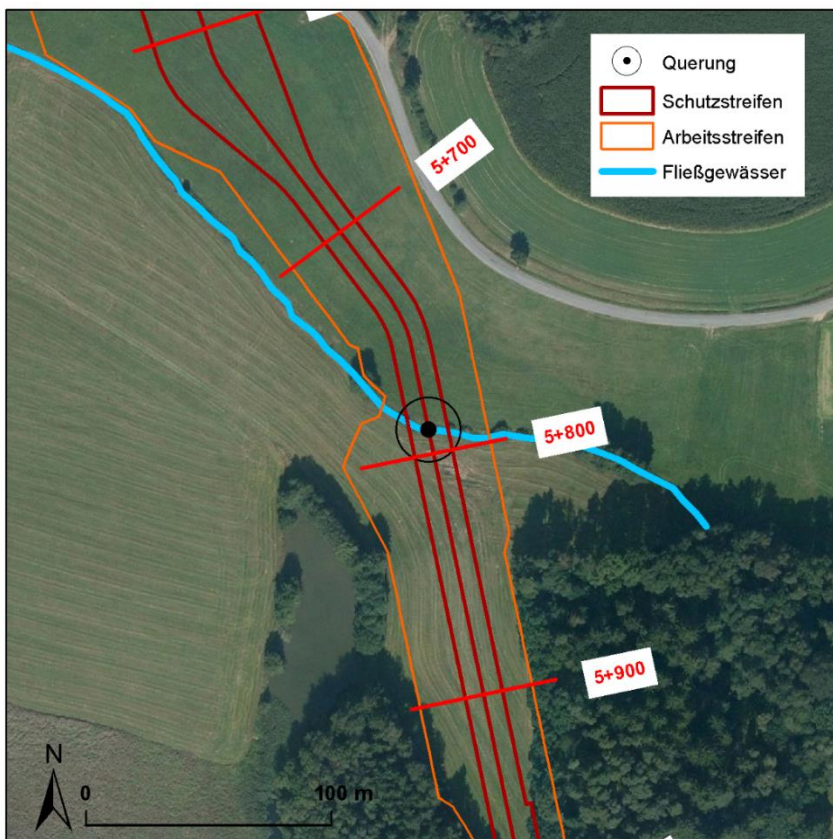 Querung
Schutzstreifen
Arbeitsstreifen
Fließgewässer
5+700
5+800
5+900
N
0 100 m